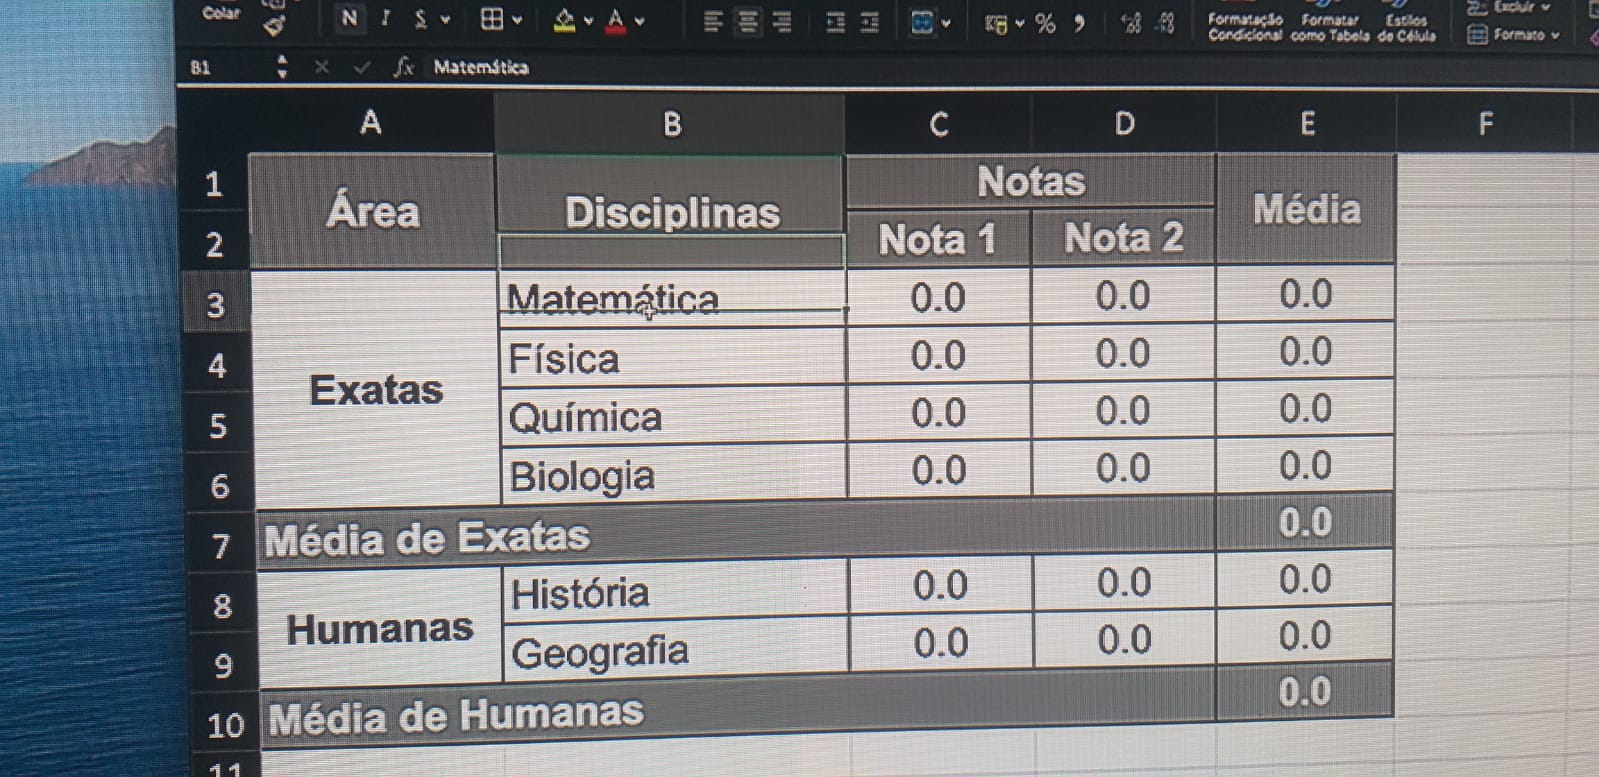 Colar
N I S A % Formatação Condicional Formatar como Tabela Estilos de Célula Excluir Formato
B1 fx Matemática
A B C D E F
1 Área Disciplinas Notas Média
2 Nota 1 Nota 2
3 Exatas Matemática 0.0 0.0 0.0
4 Física 0.0 0.0 0.0
5 Química 0.0 0.0 0.0
6 Biologia 0.0 0.0 0.0
7 Média de Exatas 0.0
8 Humanas História 0.0 0.0 0.0
9 Geografia 0.0 0.0 0.0
10 Média de Humanas 0.0
11